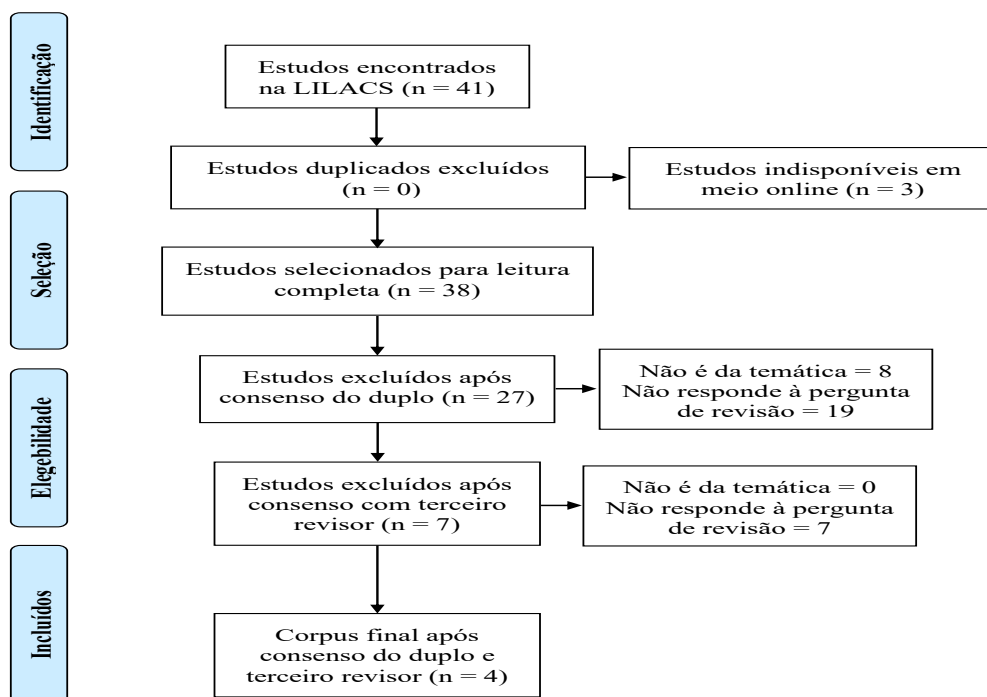 Identificação
Estudos encontrados
na LILACS (n = 41)
Estudos duplicados excluídos
(n = 0)
Estudos indisponíveis em
meio online (n = 3)
Seleção
Estudos selecionados para leitura
completa (n = 38)
Elegebilidade
Estudos excluídos após
consenso do duplo (n = 27)
Não é da temática = 8
Não responde à pergunta
de revisão = 19
Estudos excluídos após
consenso com terceiro
revisor (n = 7)
Não é da temática = 0
Não responde à pergunta
de revisão = 7
Incluídos
Corpus final após
consenso do duplo e
terceiro revisor (n = 4)